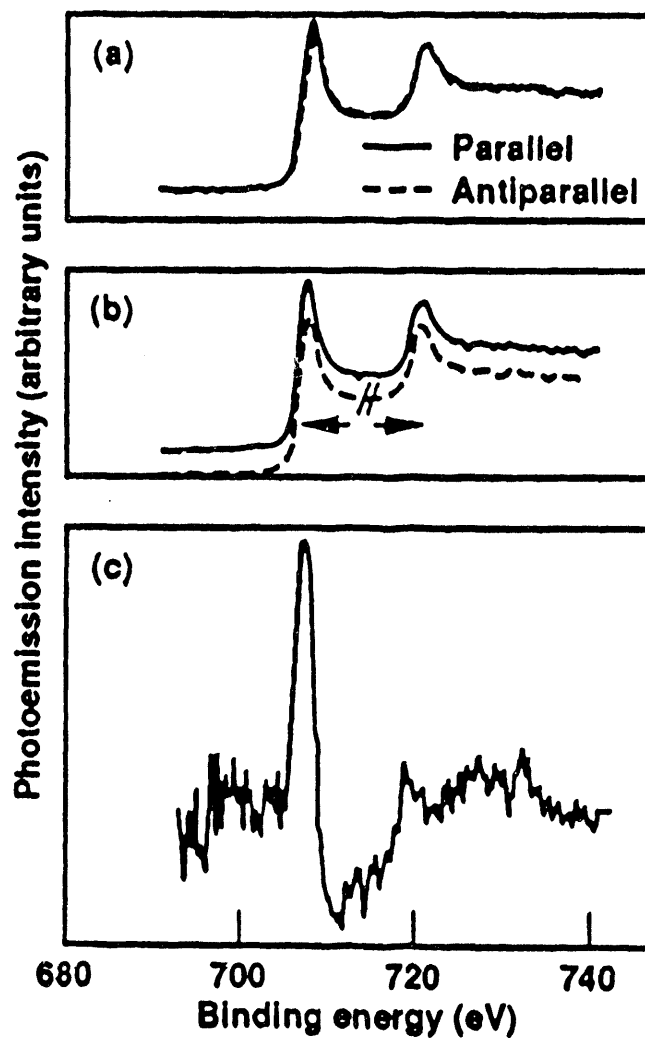 (a)
Parallel
Antiparallel
(b)
(c)
Photoemission intensity (arbitrary units)
680 700 720 740
Binding energy (eV)